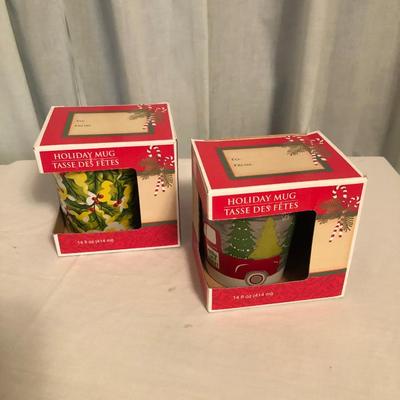 TO:
FROM:
HOLIDAY MUG
TASSE DES FÊTES
14 fl oz (414 ml)
TO:
FROM:
HOLIDAY MUG
TASSE DES FÊTES
14 fl oz (414 ml)